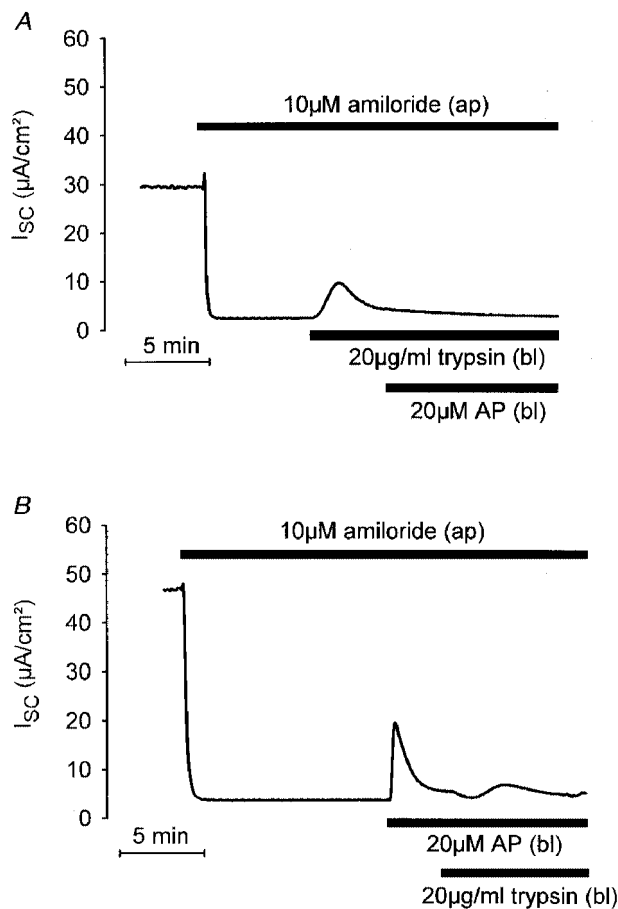 A
60
50
40
30
20
10
0
I_SC (µA/cm²)
10µM amiloride (ap)
5 min
20µg/ml trypsin (bl)
20µM AP (bl)
B
60
50
40
30
20
10
0
I_SC (µA/cm²)
10µM amiloride (ap)
5 min
20µM AP (bl)
20µg/ml trypsin (bl)